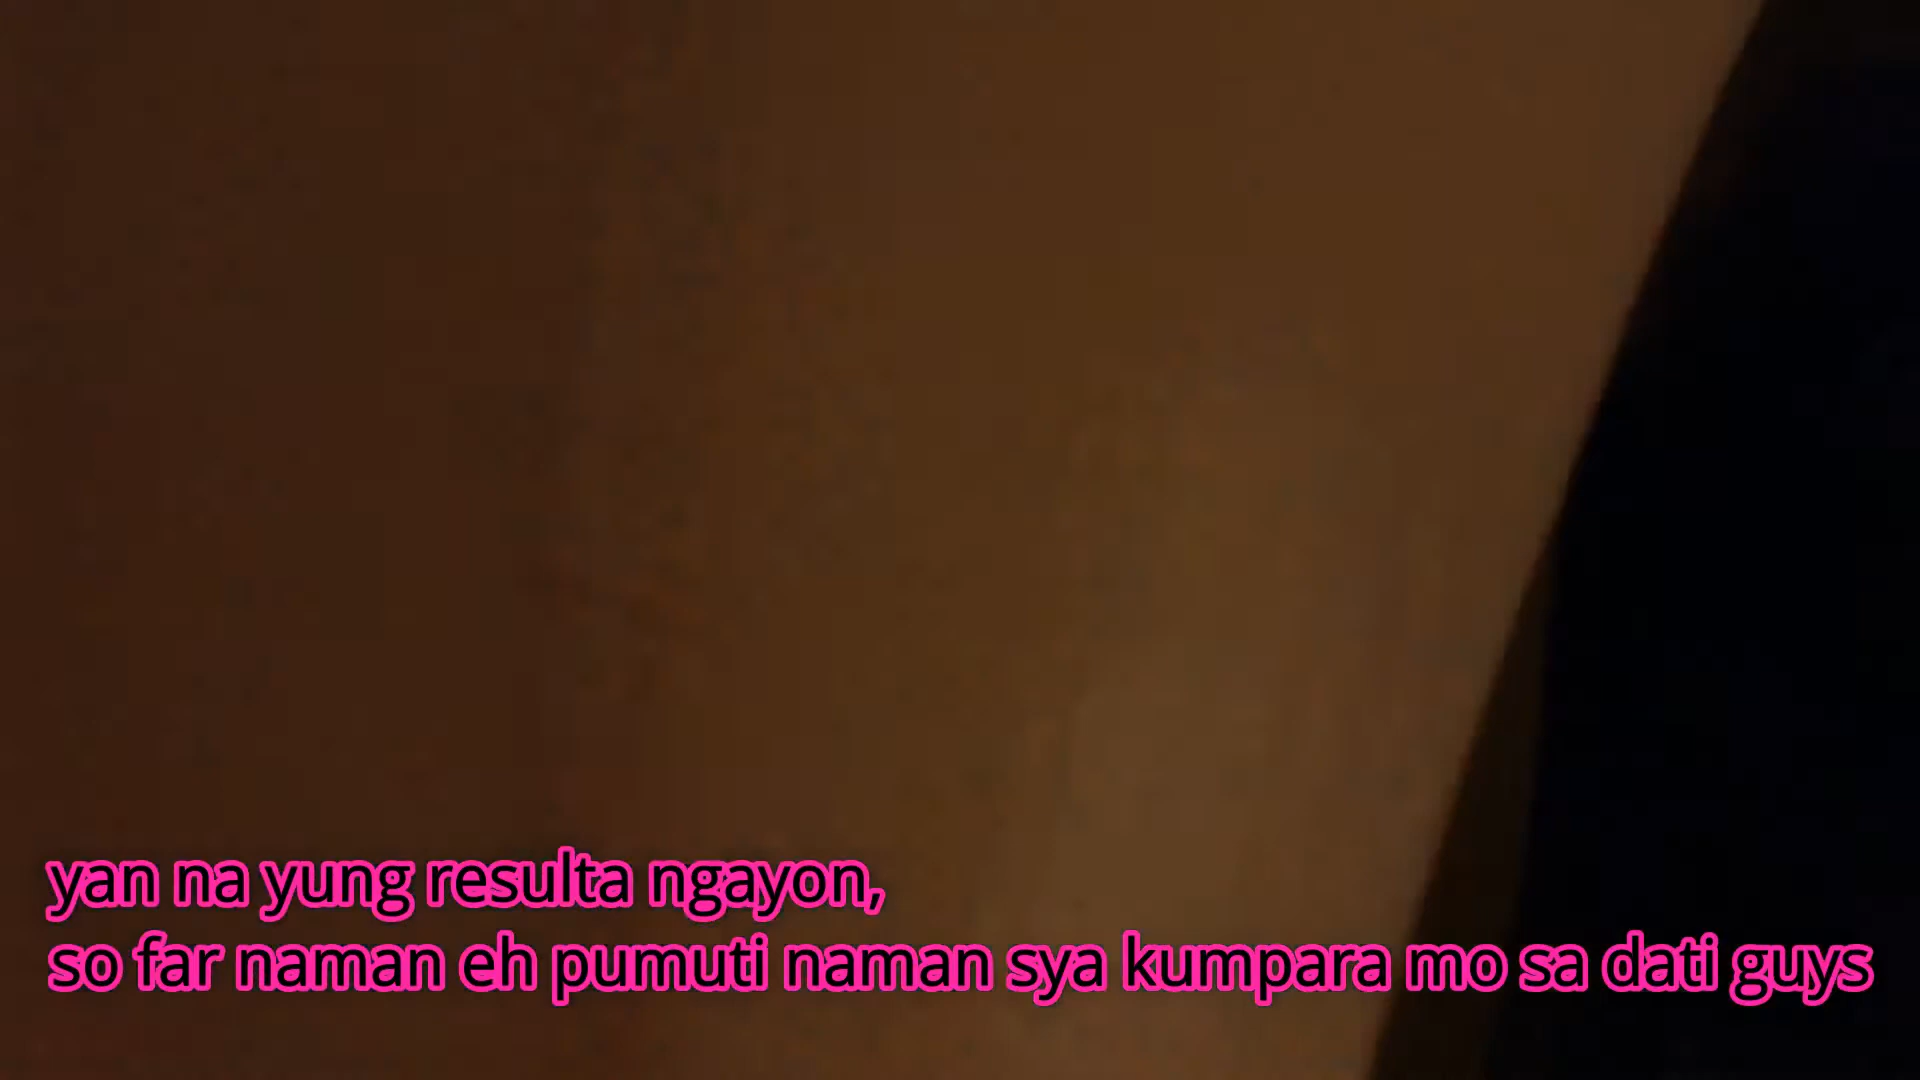 yan na yung resulta ngayon,
so far naman eh pumuti naman sya kumpara mo sa dati guys